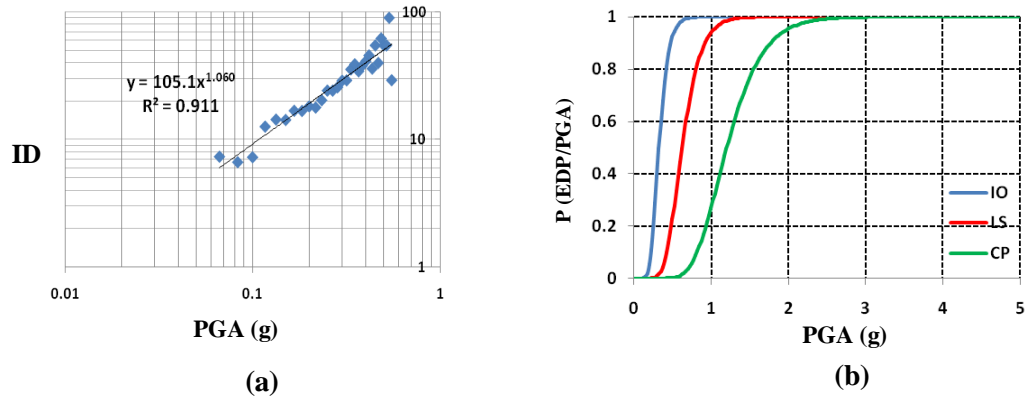 100
y = 105.1x^1.060
R² = 0.911
ID
10
1
0.01
0.1
1
PGA (g)
(a)
1
0.8
0.6
0.4
0.2
0
P (EDP/PGA)
IO
LS
CP
0
1
2
3
4
5
PGA (g)
(b)